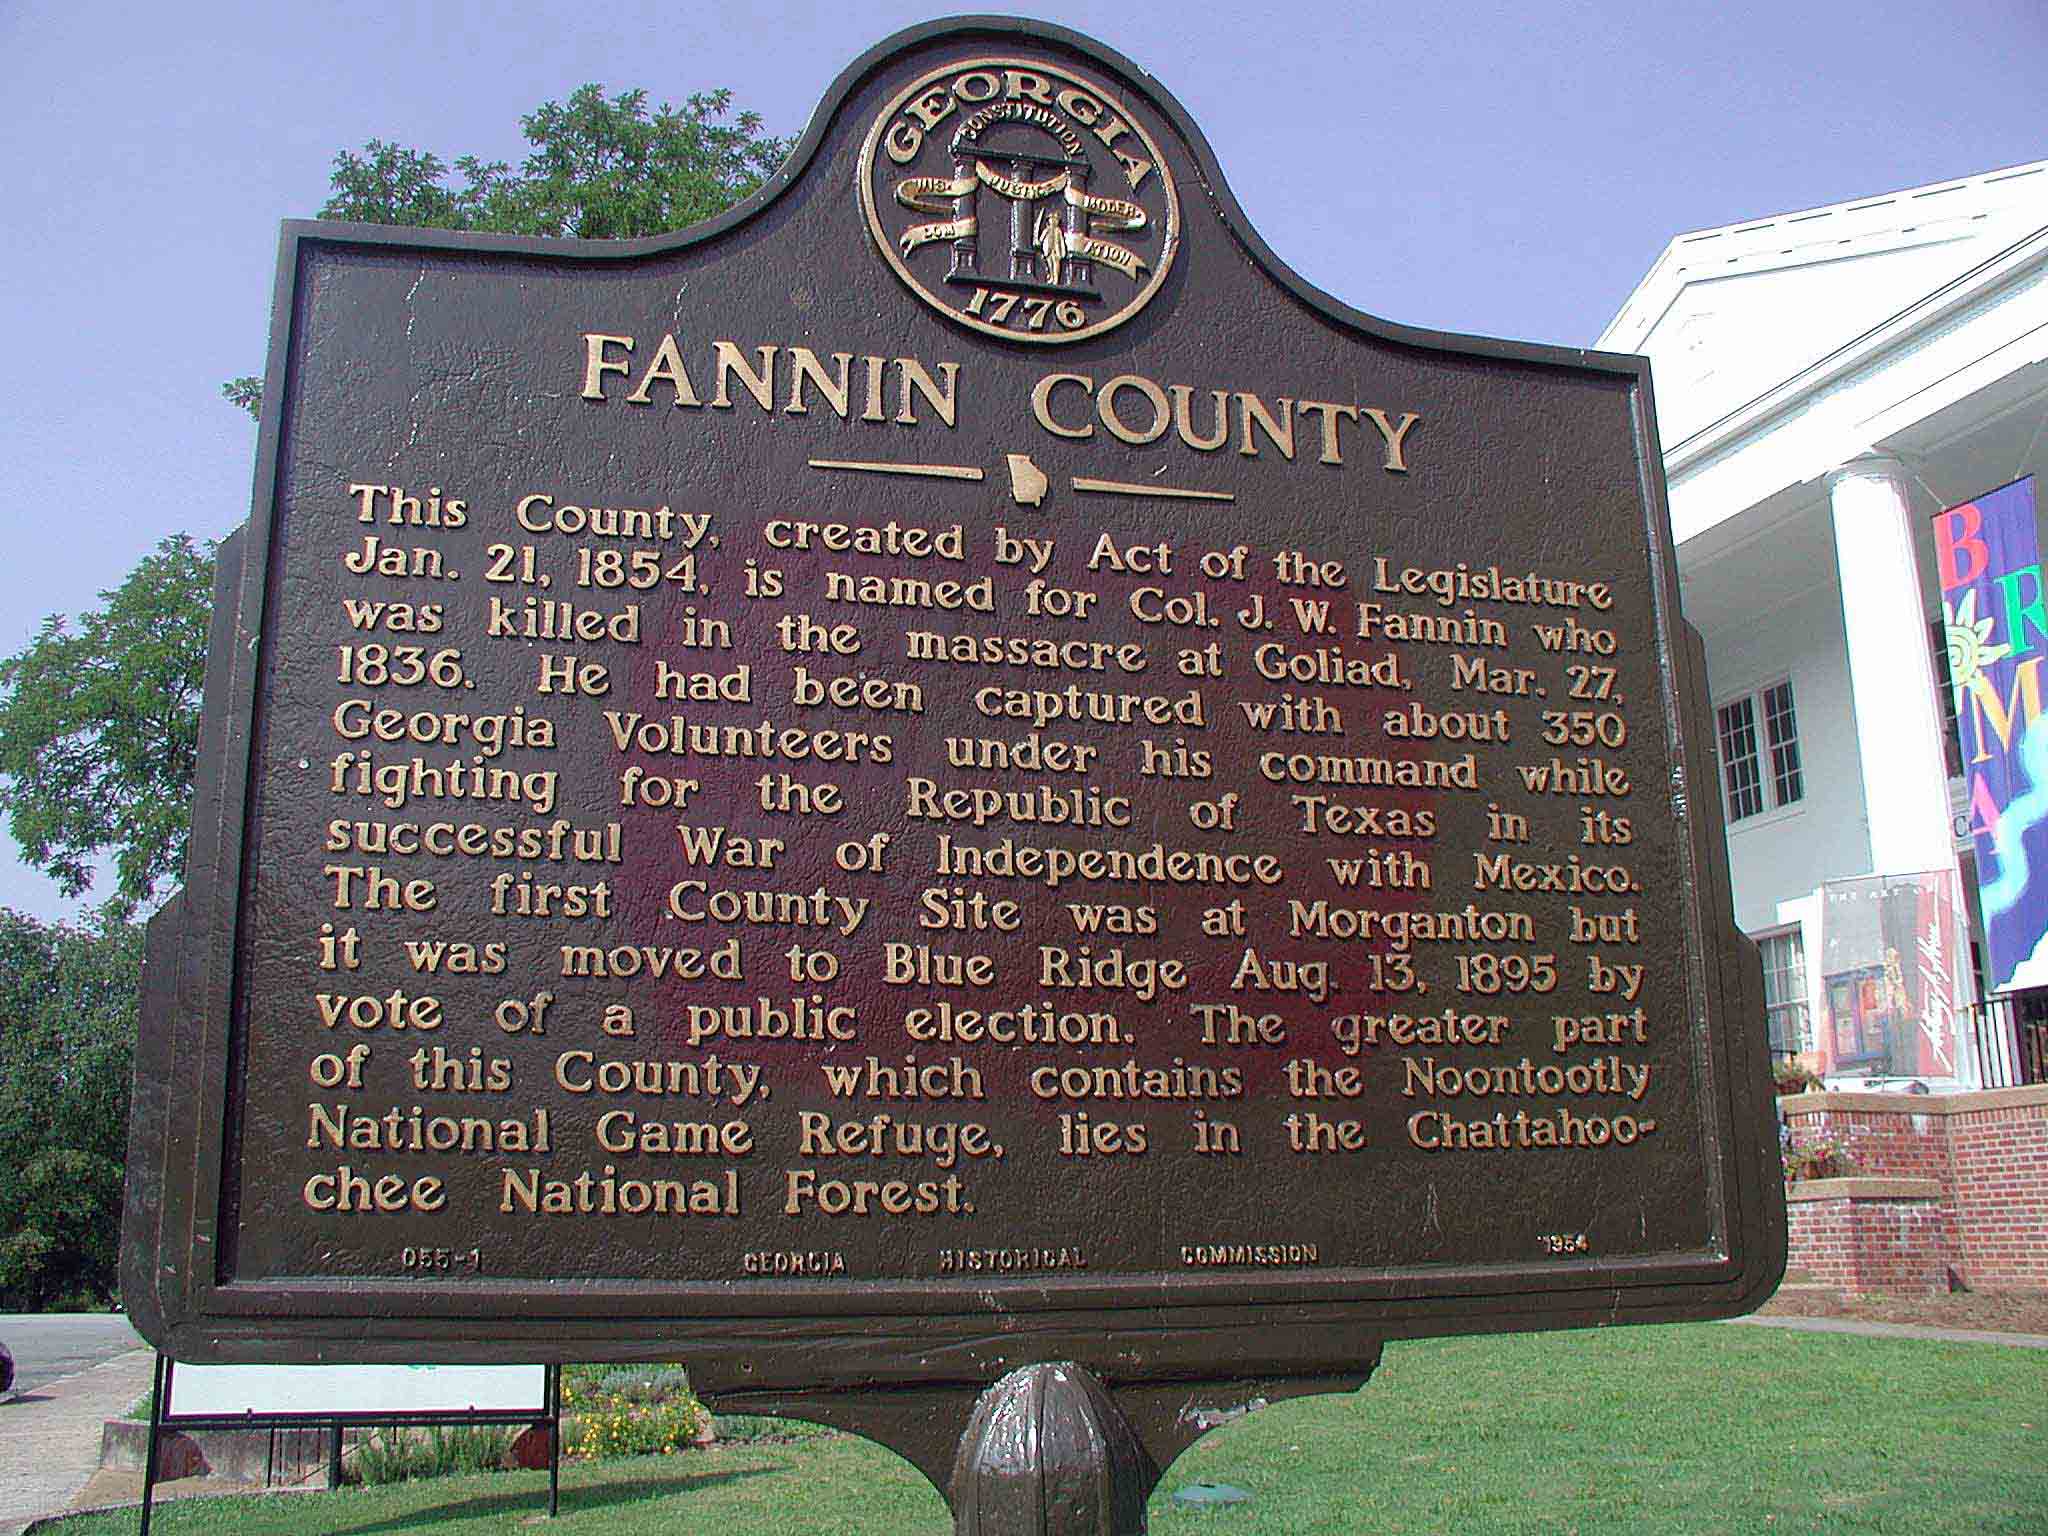 GEORGIA
CONSTITUTION
WIS- JUSTICE MODER
DOM ATION
1776
FANNIN COUNTY
This County, created by Act of the Legislature
Jan. 21, 1854, is named for Col. J. W. Fannin who
was killed in the massacre at Goliad, Mar. 27,
1836. He had been captured with about 350
Georgia Volunteers under his command while
fighting for the Republic of Texas in its
successful War of Independence with Mexico.
The first County Site was at Morganton but
it was moved to Blue Ridge Aug. 13, 1895 by
vote of a public election. The greater part
of this County, which contains the Noontootly
National Game Refuge, lies in the Chattahoo-
chee National Forest.
055-1 GEORGIA HISTORICAL COMMISSION 1954
BRMA